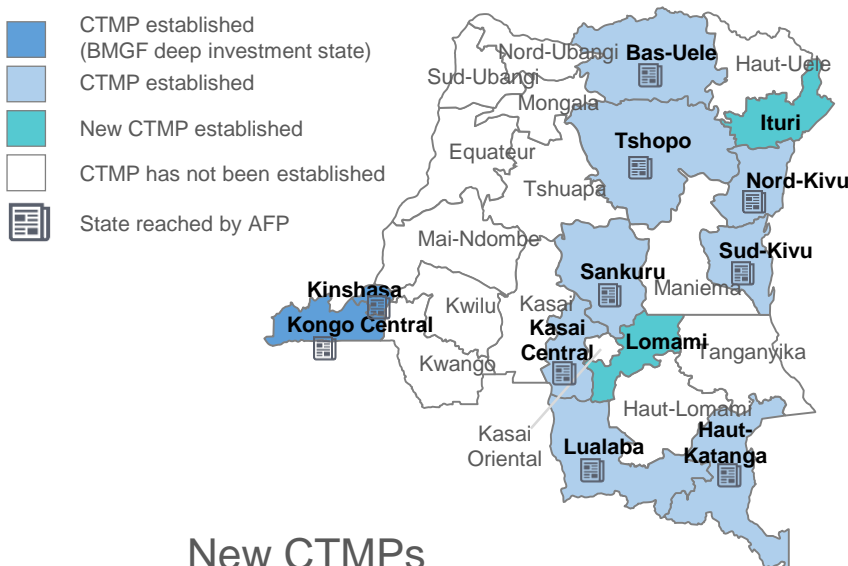 CTMP established
(BMGF deep investment state)
CTMP established
New CTMP established
CTMP has not been established
State reached by AFP
Nord-Ubangi
Bas-Uele
Haut-Uele
Sud-Ubangi
Mongala
Ituri
Tshopo
Equateur
Nord-Kivu
Tshuapa
Mai-Ndombe
Sud-Kivu
Sankuru
Maniema
Kinshasa
Kwilu
Kasai
Kongo Central
Kasai
Central
Lomami
Tanganyika
Kwango
Haut-Lomami
Kasai
Oriental
Lualaba
Haut-
Katanga
New CTMPs